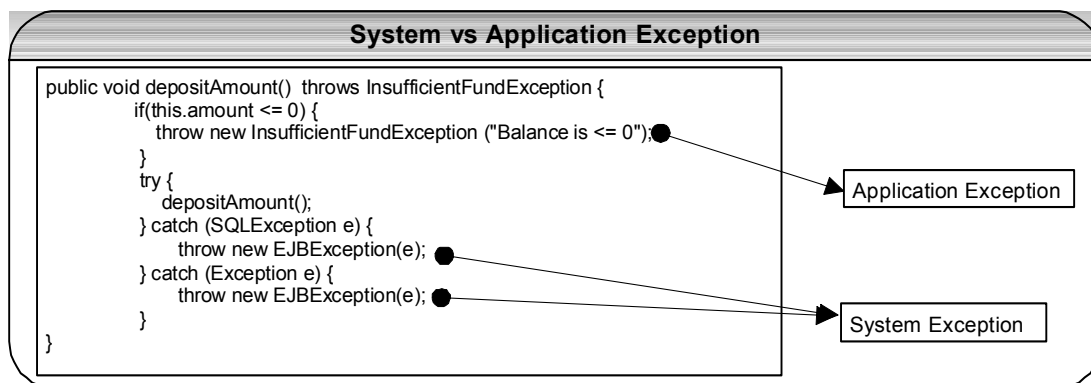 System vs Application Exception
public void depositAmount() throws InsufficientFundException {
if(this.amount <= 0) {
throw new InsufficientFundException ("Balance is <= 0");
}
try {
depositAmount();
} catch (SQLException e) {
throw new EJBException(e);
} catch (Exception e) {
throw new EJBException(e);
}
}
Application Exception
System Exception